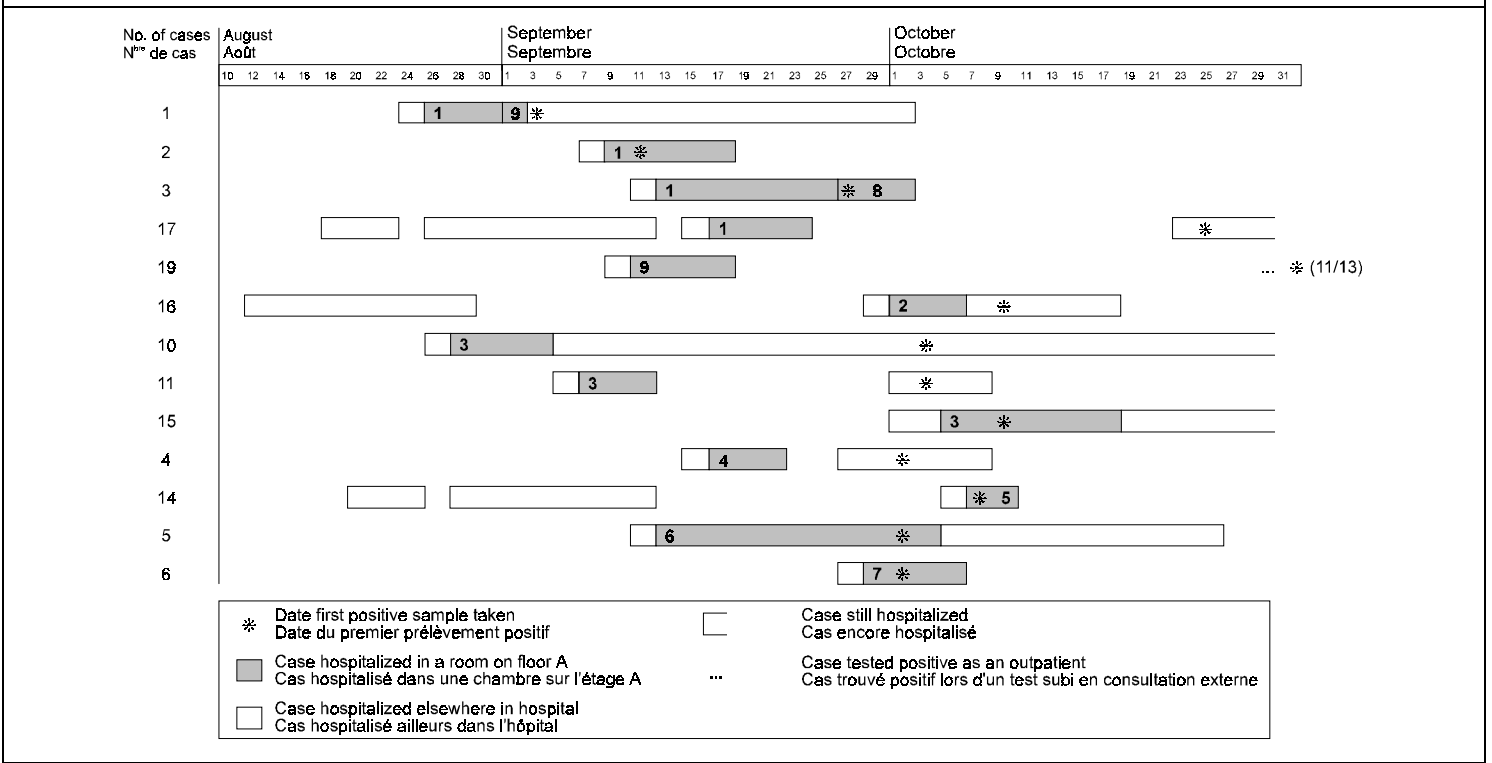 No. of cases
Nbre de cas
August
Août
September
Septembre
October
Octobre
10 12 14 16 18 20 22 24 26 28 30 1 3 5 7 9 11 13 15 17 19 21 23 25 27 29 1 3 5 7 9 11 13 15 17 19 21 23 25 27 29 31
1 1 9
2 1
3 1 8
17 1
19 9 ... (11/13)
16 2
10 3
11 3
15 3
4 4
14 5
5 6
6 7
Date first positive sample taken
Date du premier prélèvement positif
Case hospitalized in a room on floor A
Cas hospitalisé dans une chambre sur l'étage A
Case hospitalized elsewhere in hospital
Cas hospitalisé ailleurs dans l'hôpital
Case still hospitalized
Cas encore hospitalisé
... Case tested positive as an outpatient
Cas trouvé positif lors d'un test subi en consultation externe